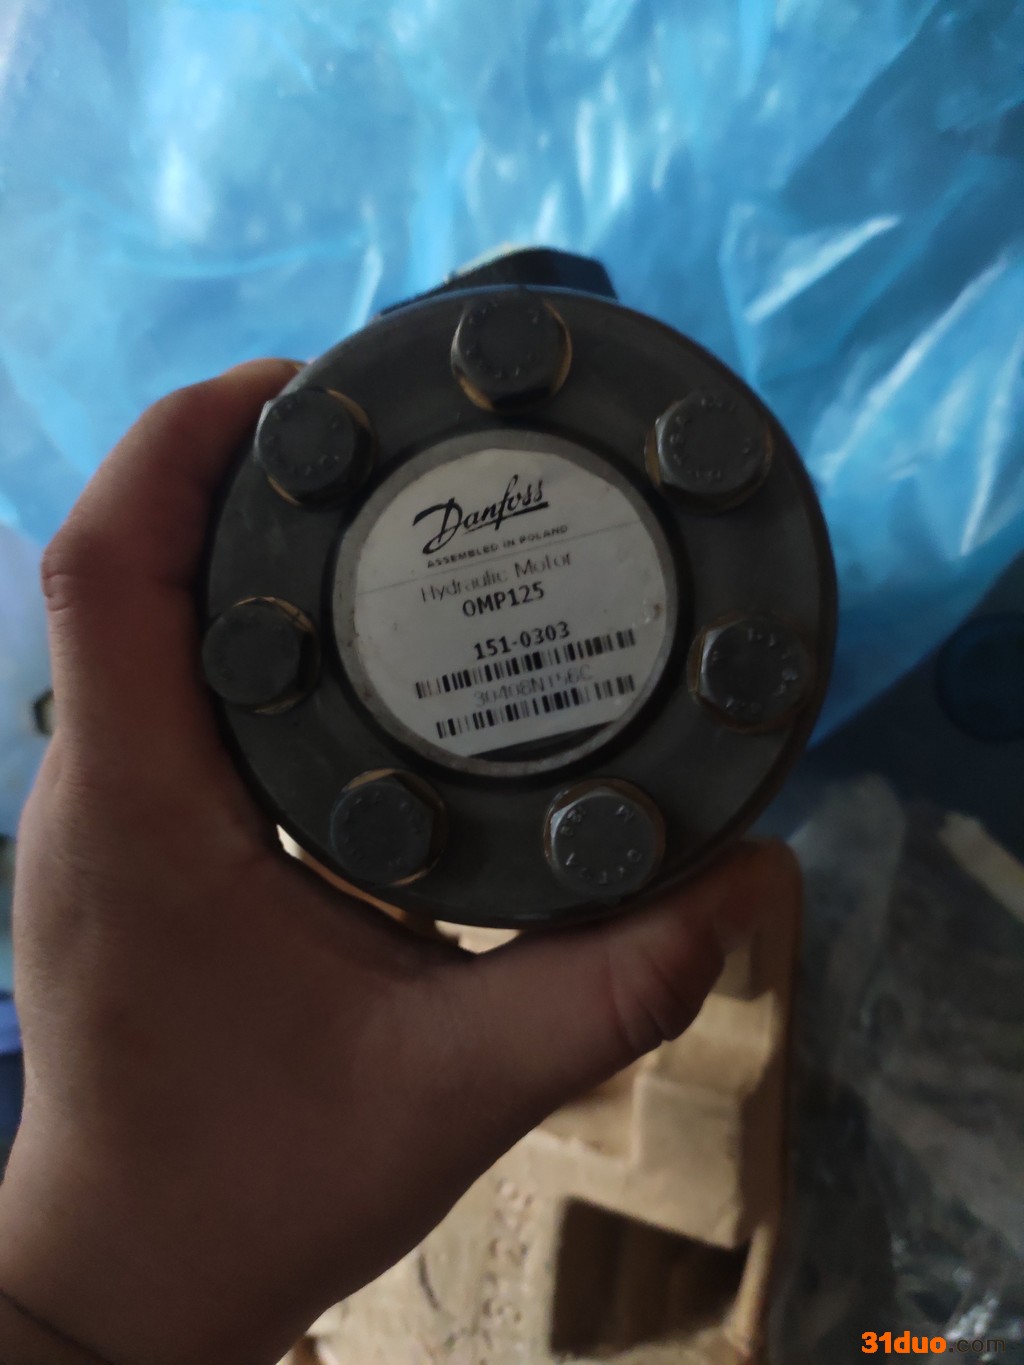 Danfoss
ASSEMBLED IN POLAND
Hydraulic Motor
OMP125
151-0303
31duo.com